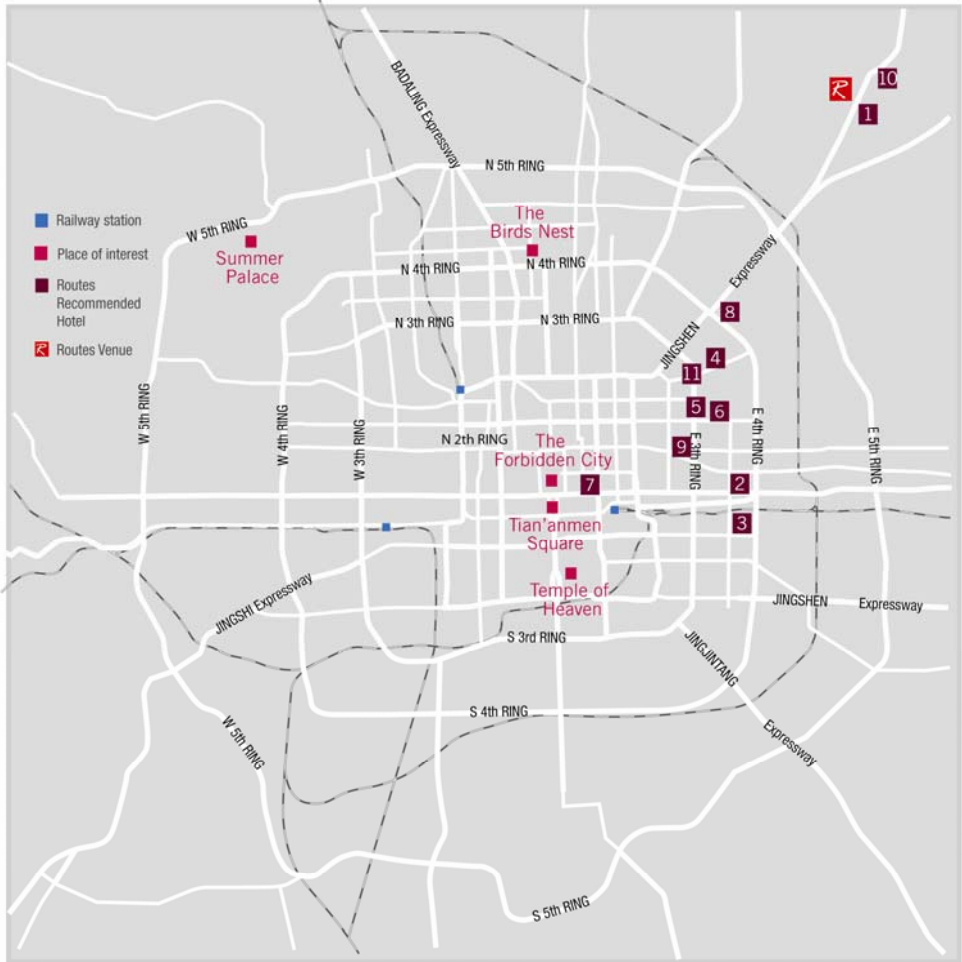 BADALING Expressway
R
10
1
N 5th RING
Railway station
Place of interest
Routes
Recommended
Hotel
R Routes Venue
W 5th RING
Summer
Palace
The
Birds Nest
N 4th RING
N 4th RING
JINGSHEN Expressway
8
N 3th RING
N 3th RING
4
11
5
6
W 5th RING
W 4th RING
W 3th RING
N 2th RING
The
Forbidden City
9
E 3th RING
E 4th RING
E 5th RING
7
2
Tian'anmen
Square
3
Temple of
Heaven
JINGSHI Expressway
JINGSHEN Expressway
S 3rd RING
JINGJINTANG Expressway
S 4th RING
W 5th RING
S 5th RING